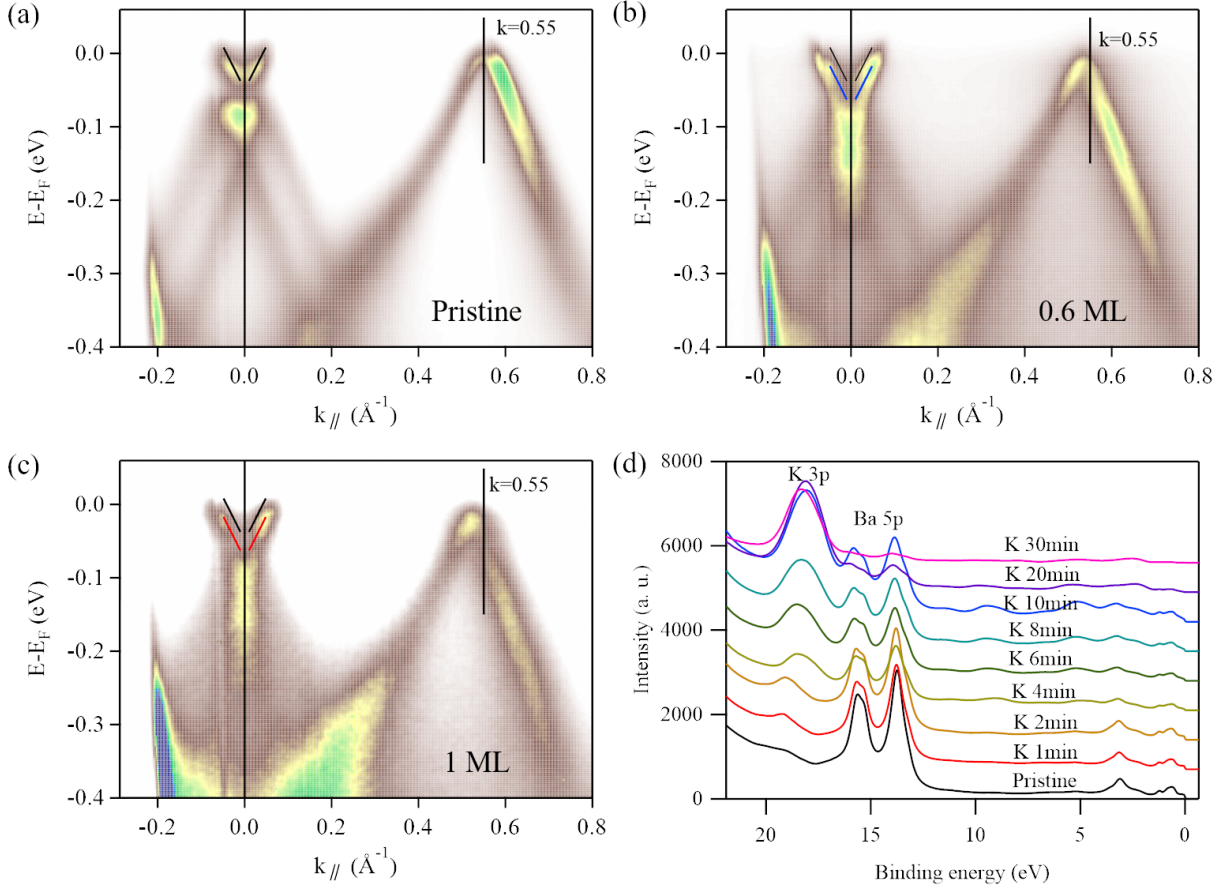 (a)
0.0
-0.1
-0.2
-0.3
-0.4
E-E_F (eV)
k=0.55
Pristine
-0.2 0.0 0.2 0.4 0.6 0.8
k_// (Å^-1)
(b)
0.0
-0.1
-0.2
-0.3
-0.4
E-E_F (eV)
k=0.55
0.6 ML
-0.2 0.0 0.2 0.4 0.6 0.8
k_// (Å^-1)
(c)
0.0
-0.1
-0.2
-0.3
-0.4
E-E_F (eV)
k=0.55
1 ML
-0.2 0.0 0.2 0.4 0.6 0.8
k_// (Å^-1)
(d)
8000
6000
4000
2000
0
Intensity (a. u.)
K 3p
Ba 5p
K 30min
K 20min
K 10min
K 8min
K 6min
K 4min
K 2min
K 1min
Pristine
20 15 10 5 0
Binding energy (eV)